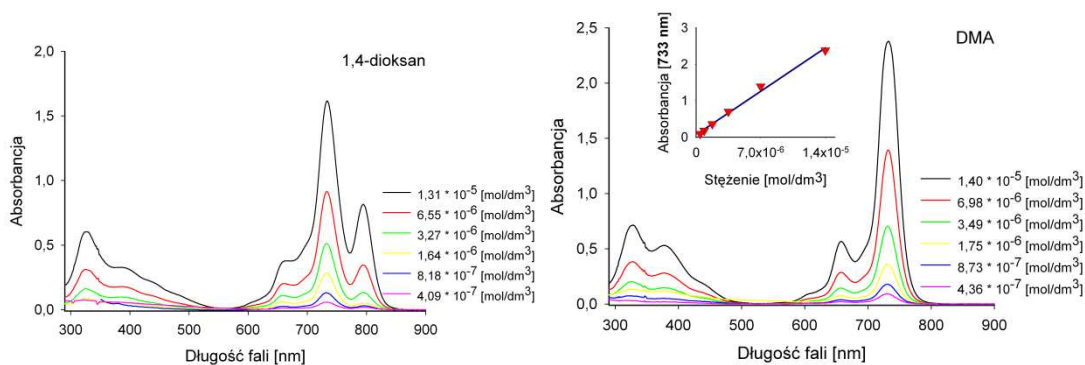 1,4-dioksan
Absorbancja
2,0
1,5
1,0
0,5
0,0
1,31 * 10-5 [mol/dm3]
6,55 * 10-6 [mol/dm3]
3,27 * 10-6 [mol/dm3]
1,64 * 10-6 [mol/dm3]
8,18 * 10-7 [mol/dm3]
4,09 * 10-7 [mol/dm3]
300 400 500 600 700 800 900
Długość fali [nm]
DMA
Absorbancja
2,5
2,0
1,5
1,0
0,5
0,0
Absorbancja [733 nm]
3
2
1
0
0 7,0x10-6 1,4x10-5
Stężenie [mol/dm3]
1,40 * 10-5 [mol/dm3]
6,98 * 10-6 [mol/dm3]
3,49 * 10-6 [mol/dm3]
1,75 * 10-6 [mol/dm3]
8,73 * 10-7 [mol/dm3]
4,36 * 10-7 [mol/dm3]
300 400 500 600 700 800 900
Długość fali [nm]